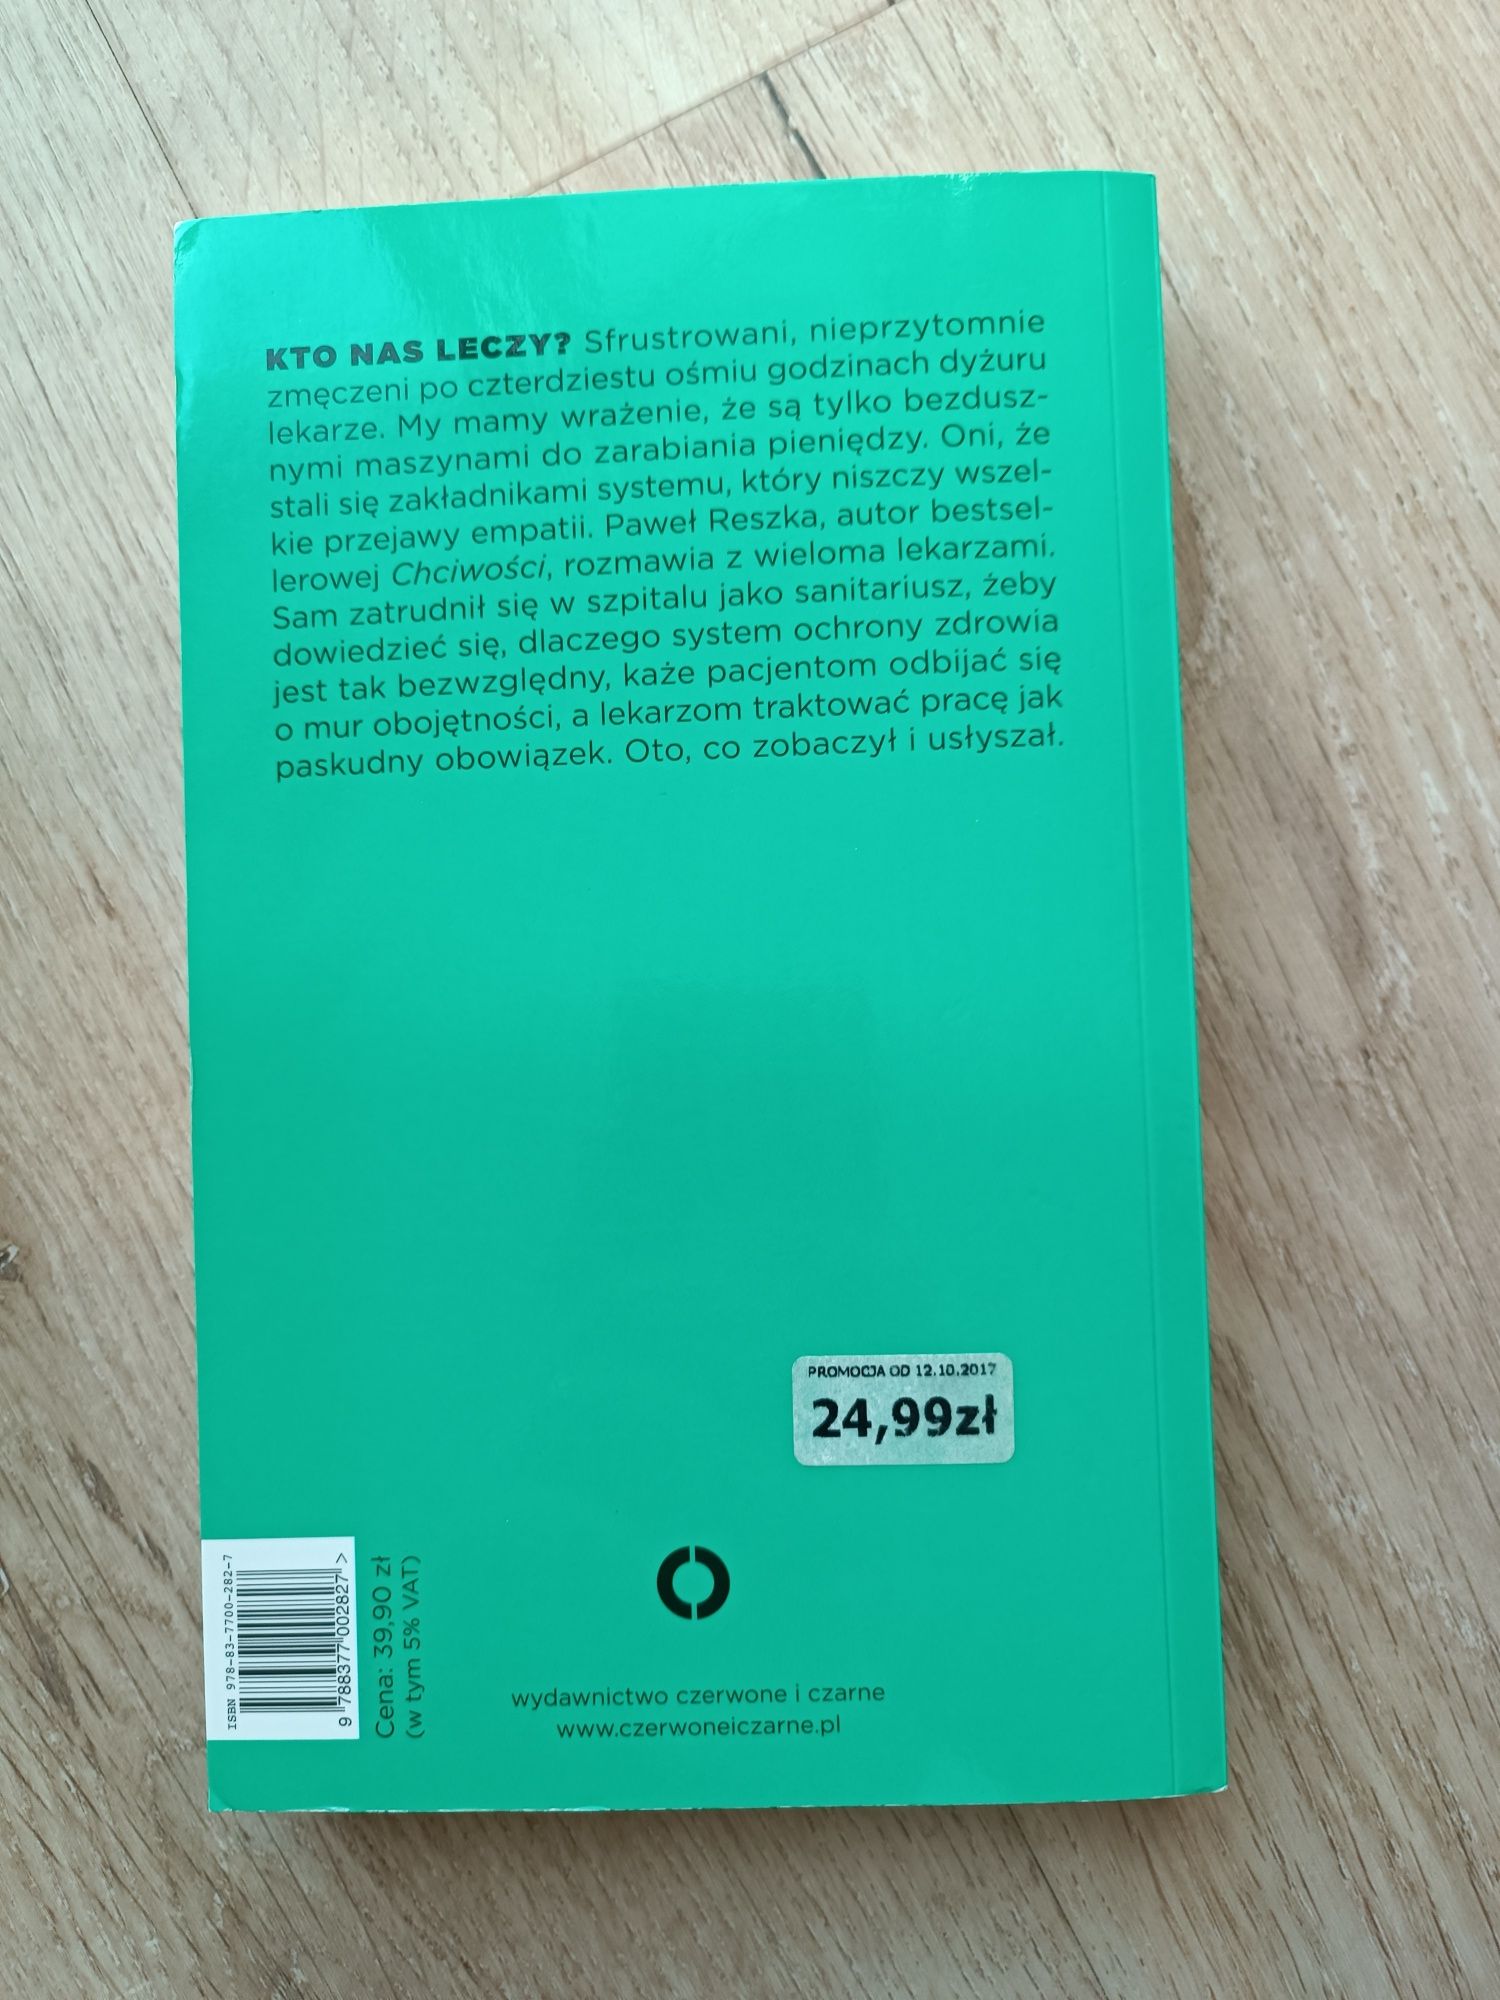 KTO NAS LECZY? Sfrustrowani, nieprzytomnie
zmęczeni po czterdziestu ośmiu godzinach dyżuru
lekarze. My mamy wrażenie, że są tylko bezdusz-
nymi maszynami do zarabiania pieniędzy. Oni, że
stali się zakładnikami systemu, który niszczy wszel-
kie przejawy empatii. Paweł Reszka, autor bestsel-
lerowej Chciwości, rozmawia z wieloma lekarzami.
Sam zatrudnił się w szpitalu jako sanitariusz, żeby
dowiedzieć się, dlaczego system ochrony zdrowia
jest tak bezwzględny, każe pacjentom odbijać się
o mur obojętności, a lekarzom traktować pracę jak
paskudny obowiązek. Oto, co zobaczył i usłyszał.
PROMOCJA OD 12.10.2017
24,99zł
ISBN 978-83-7700-282-7
9 788377 002827 >
Cena: 39,90 zł
(w tym 5% VAT)
wydawnictwo czerwone i czarne
www.czerwoneiczarne.pl